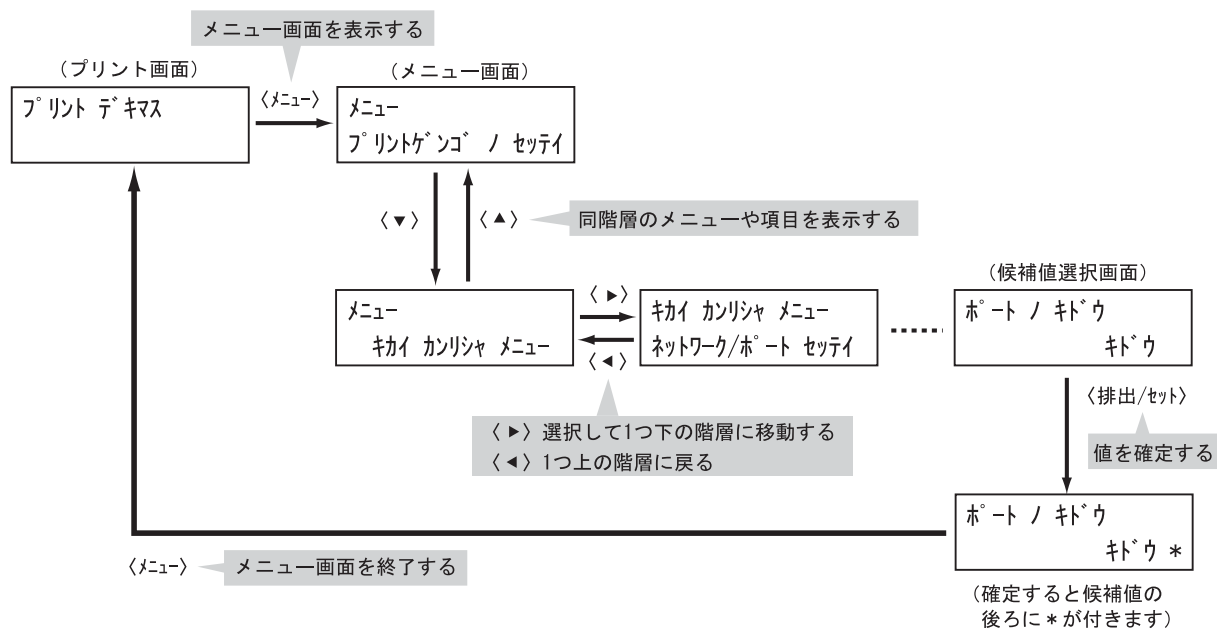 メニュー画面を表示する
（プリント画面）
（メニュー画面）
プリント デキマス
〈メニュー〉
メニュー
プリントゲンゴ ノ セッテイ
〈▼〉
〈▲〉
同階層のメニューや項目を表示する
（候補値選択画面）
メニュー
キカイ カンリシャ メニュー
〈▶〉
〈◀〉
キカイ カンリシャ メニュー
ネットワーク/ポート セッテイ
ポート ノ キドウ
キドウ
〈▶〉選択して1つ下の階層に移動する
〈◀〉1つ上の階層に戻る
〈排出/セット〉
値を確定する
ポート ノ キドウ
キドウ *
〈メニュー〉
メニュー画面を終了する
（確定すると候補値の
後ろに*が付きます）